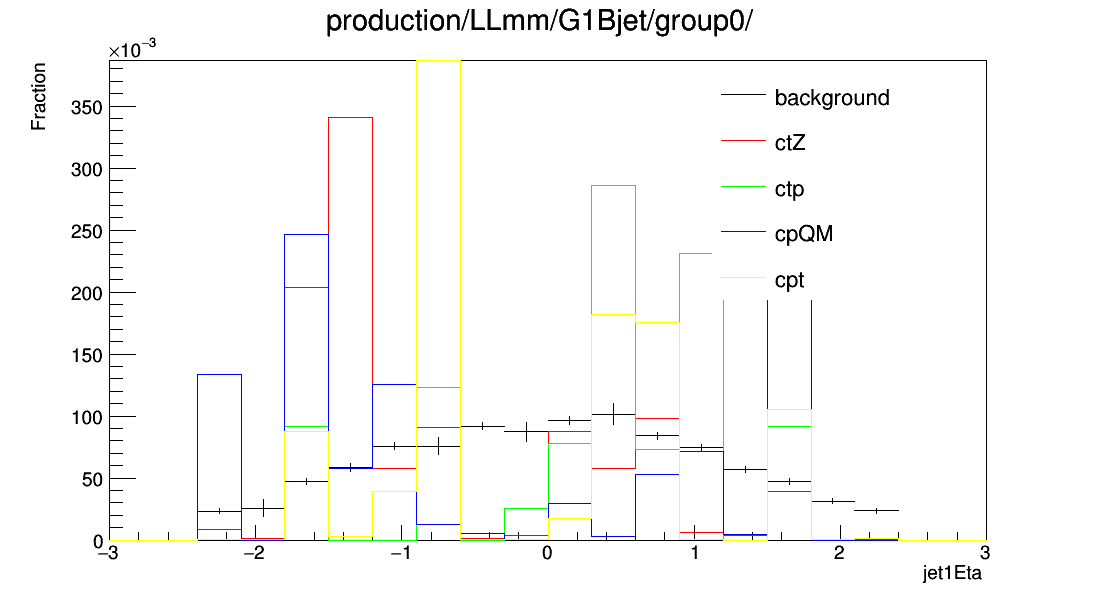 production/LLmm/G1Bjet/group0/
×10⁻³
Fraction
350
300
250
200
150
100
50
0
background
ctZ
ctp
cpQM
cpt
−3 −2 −1 0 1 2 3
jet1Eta